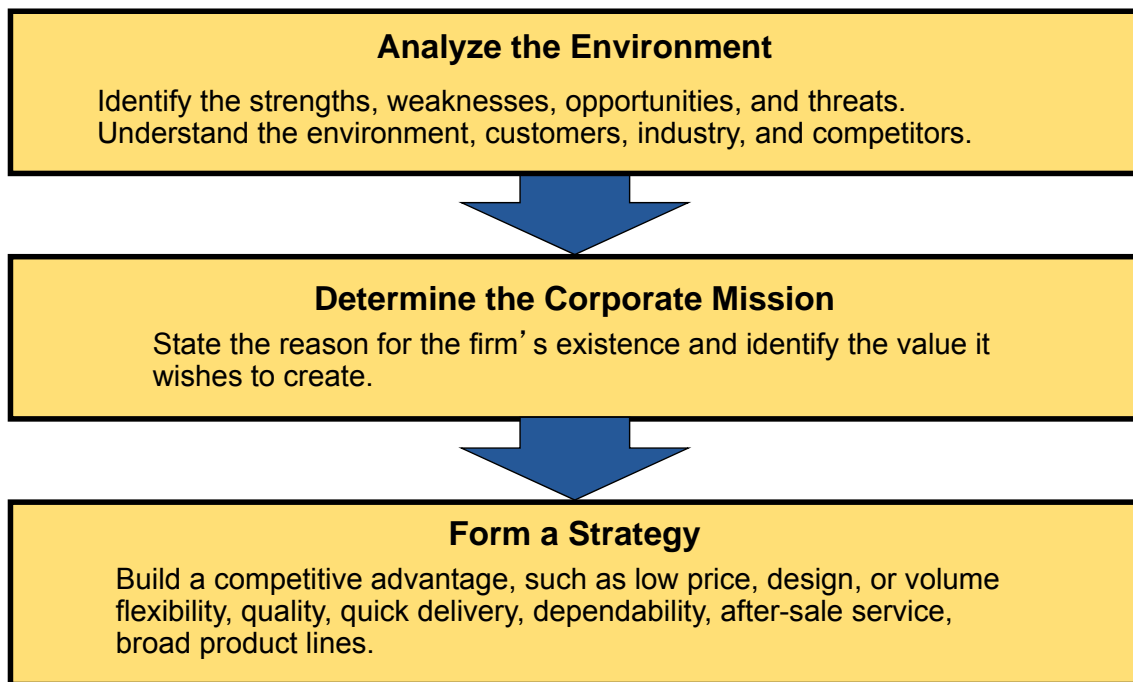 Analyze the Environment
Identify the strengths, weaknesses, opportunities, and threats.
Understand the environment, customers, industry, and competitors.
Determine the Corporate Mission
State the reason for the firm’s existence and identify the value it
wishes to create.
Form a Strategy
Build a competitive advantage, such as low price, design, or volume
flexibility, quality, quick delivery, dependability, after-sale service,
broad product lines.